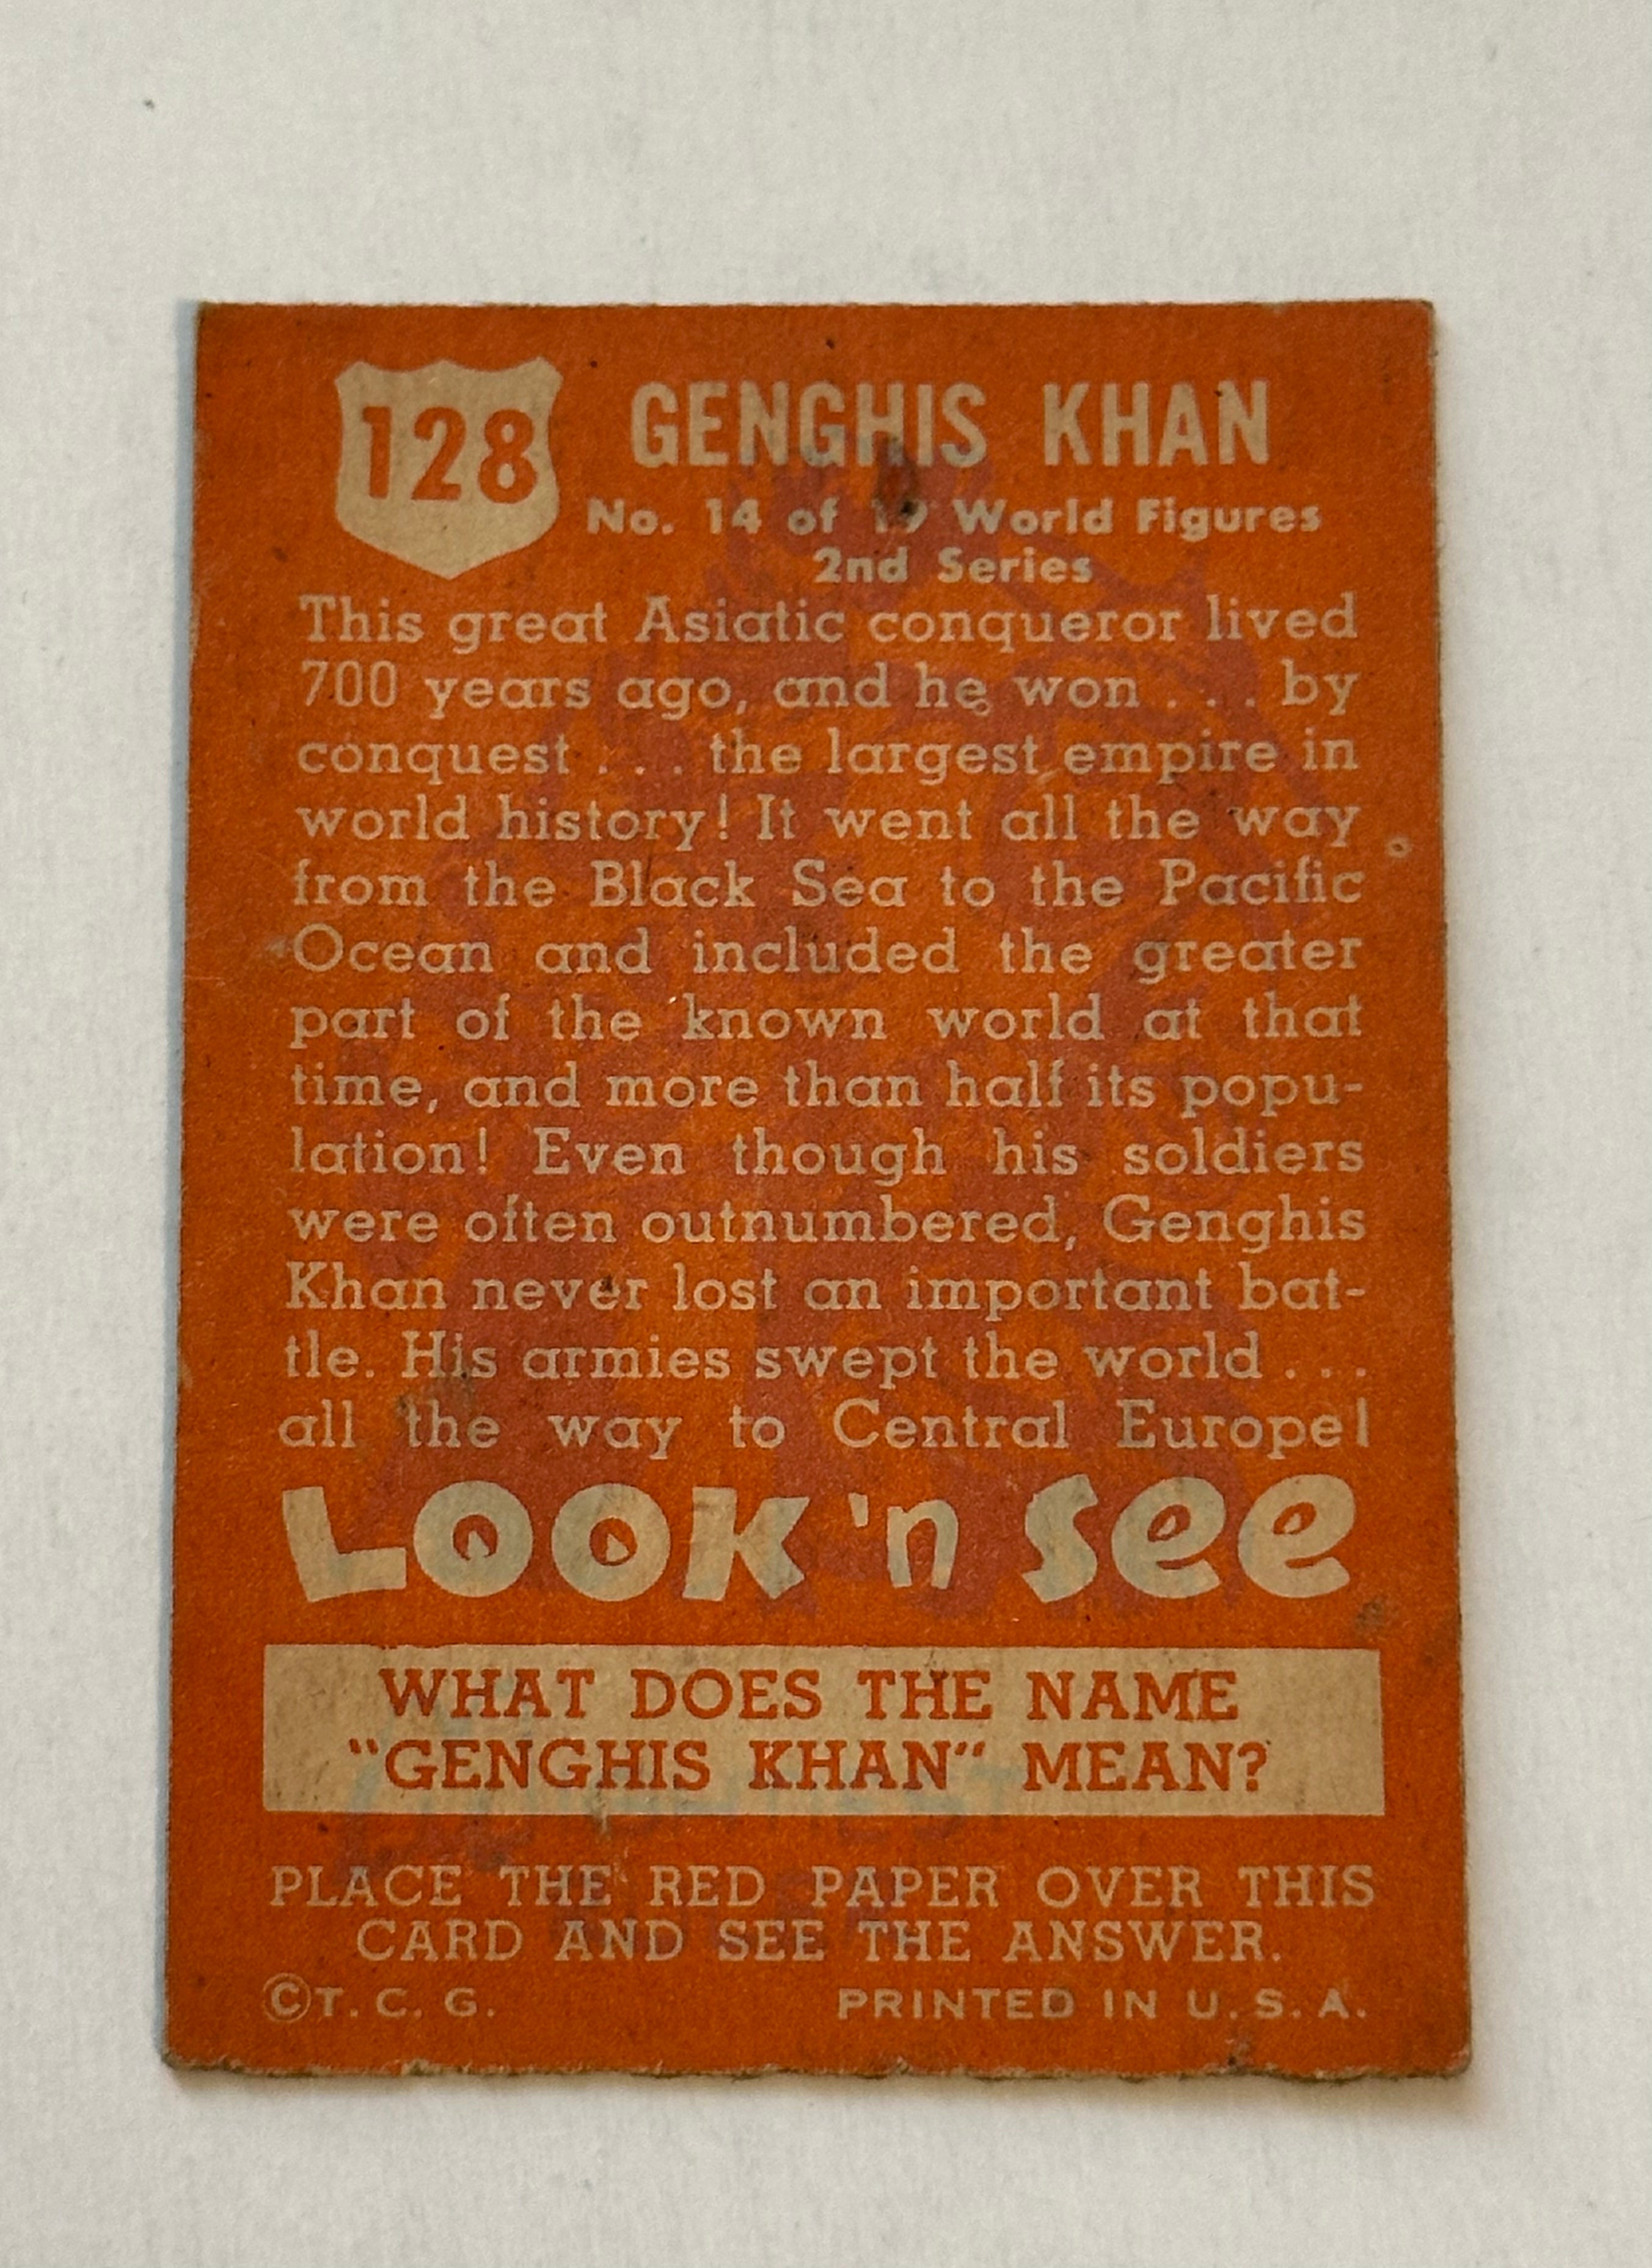 128
GENGHIS KHAN
No. 14 of 19 World Figures
2nd Series
This great Asiatic conqueror lived
700 years ago, and he won . . . by
conquest . . . the largest empire in
world history! It went all the way
from the Black Sea to the Pacific
Ocean and included the greater
part of the known world at that
time, and more than half its popu-
lation! Even though his soldiers
were often outnumbered, Genghis
Khan never lost an important bat-
tle. His armies swept the world . . .
all the way to Central Europe!
LOOK 'n SEE
WHAT DOES THE NAME
"GENGHIS KHAN" MEAN?
PLACE THE RED PAPER OVER THIS
CARD AND SEE THE ANSWER.
©T. C. G. PRINTED IN U. S. A.